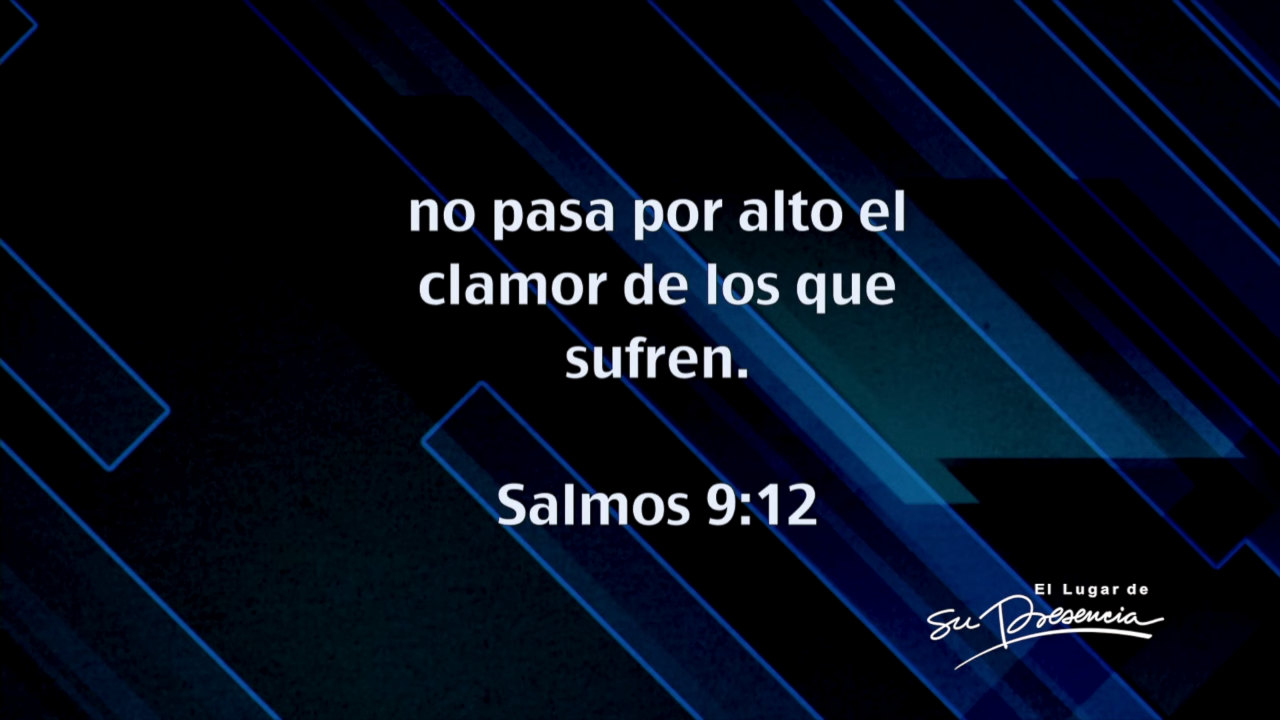 no pasa por alto el
clamor de los que
sufren.
Salmos 9:12
El Lugar de
Su Presencia